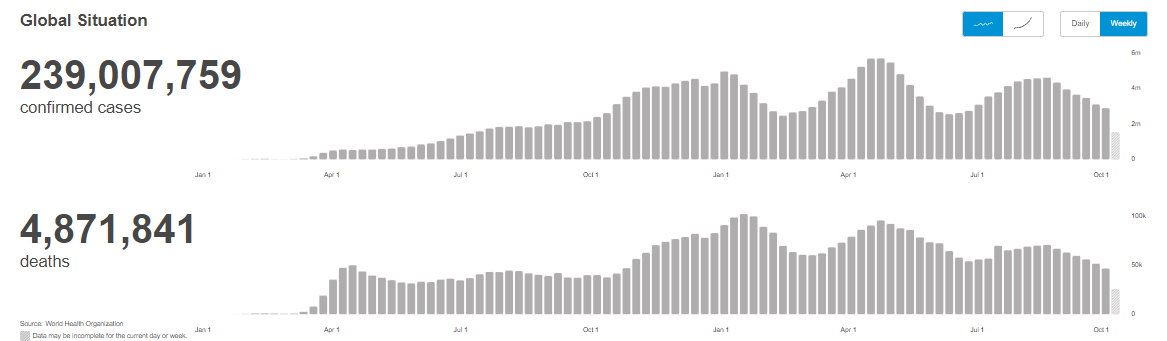 Global Situation
Daily Weekly
239,007,759
confirmed cases
6m
4m
2m
0
Jan 1 Apr 1 Jul 1 Oct 1 Jan 1 Apr 1 Jul 1 Oct 1
4,871,841
deaths
100k
50k
0
Source: World Health Organization
Data may be incomplete for the current day or week.
Jan 1 Apr 1 Jul 1 Oct 1 Jan 1 Apr 1 Jul 1 Oct 1